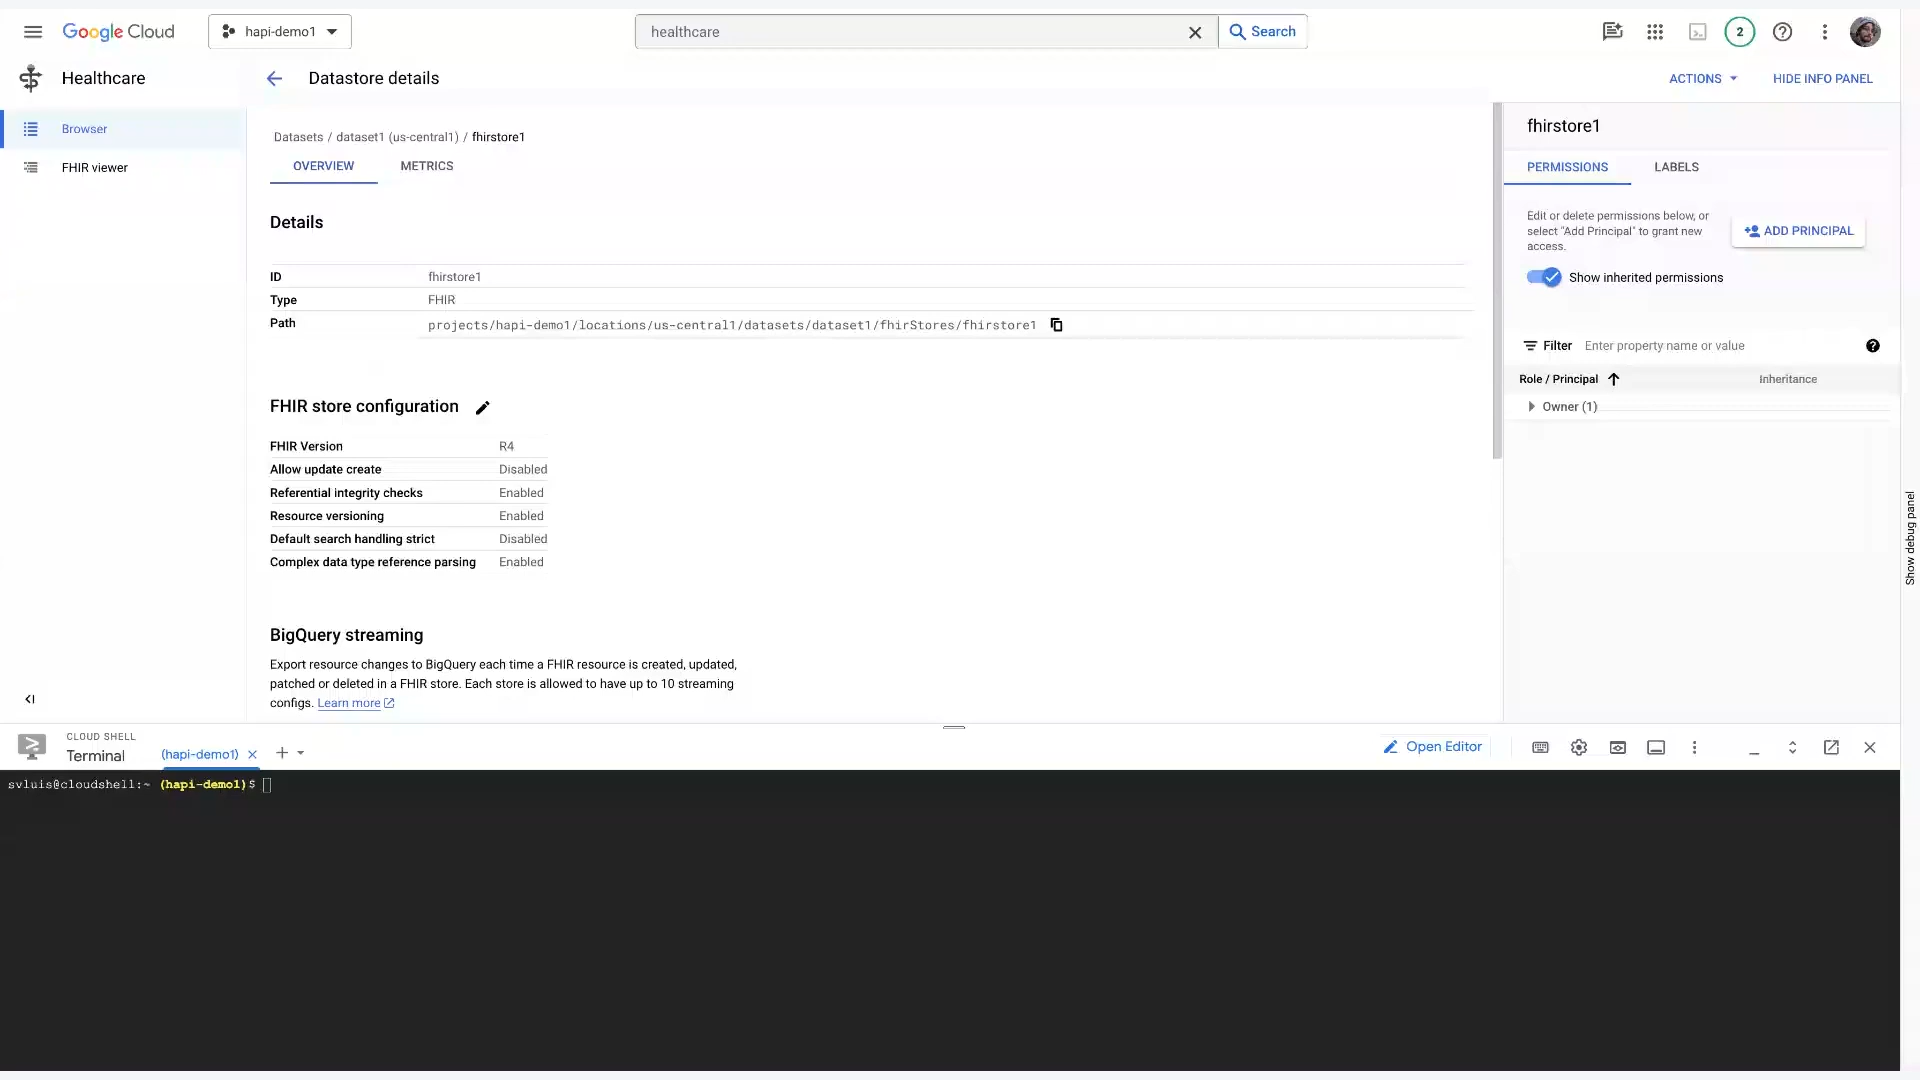 Google Cloud
hapi-demo1
healthcare
Search
2
Healthcare
Datastore details
ACTIONS
HIDE INFO PANEL
Browser
FHIR viewer
Datasets / dataset1 (us-central1) / fhirstore1
OVERVIEW
METRICS
Details
ID fhirstore1
Type FHIR
Path projects/hapi-demo1/locations/us-central1/datasets/dataset1/fhirStores/fhirstore1
FHIR store configuration
FHIR Version R4
Allow update create Disabled
Referential integrity checks Enabled
Resource versioning Enabled
Default search handling strict Disabled
Complex data type reference parsing Enabled
BigQuery streaming
Export resource changes to BigQuery each time a FHIR resource is created, updated,
patched or deleted in a FHIR store. Each store is allowed to have up to 10 streaming
configs. Learn more
fhirstore1
PERMISSIONS
LABELS
Edit or delete permissions below, or
select "Add Principal" to grant new
access.
ADD PRINCIPAL
Show inherited permissions
Filter Enter property name or value
Role / Principal Inheritance
Owner (1)
Show debug panel
CLOUD SHELL
Terminal
(hapi-demo1)
Open Editor
svluis@cloudshell:~ (hapi-demo1)$